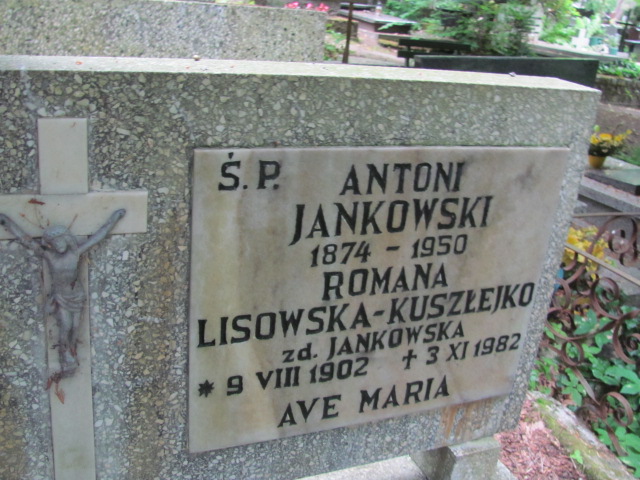 Ś. P. ANTONI
JANKOWSKI
1874 - 1950
ROMANA
LISOWSKA-KUSZŁEJKO
zd. JANKOWSKA
* 9 VIII 1902 + 3 XI 1982
AVE MARIA